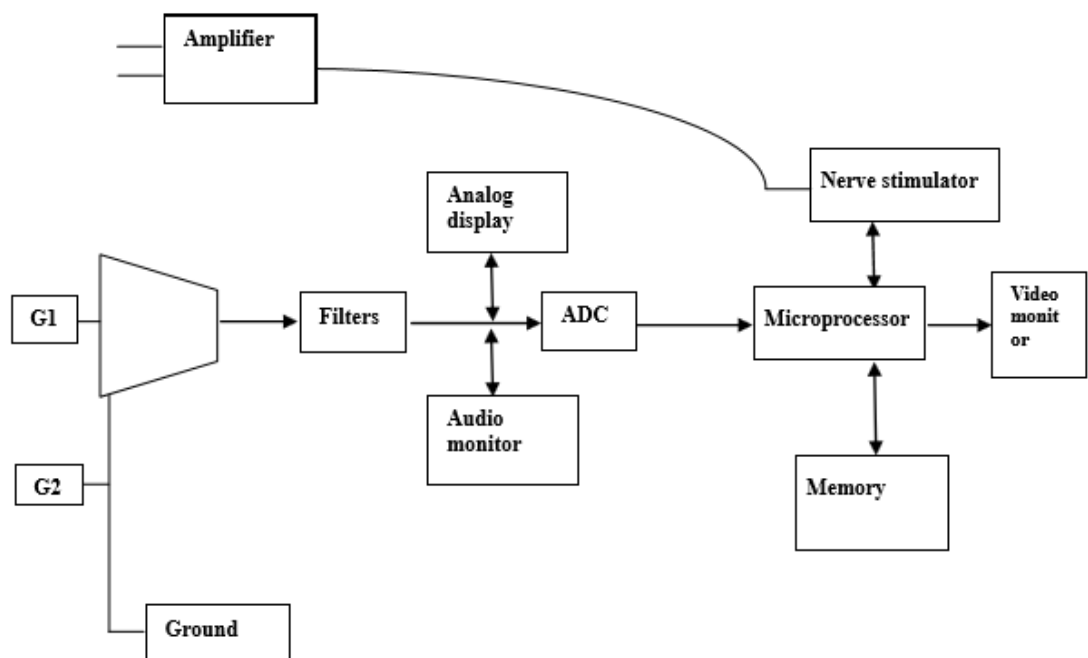 Amplifier
Nerve stimulator
Analog
display
G1
Filters
ADC
Microprocessor
Video
monit
or
Audio
monitor
G2
Memory
Ground